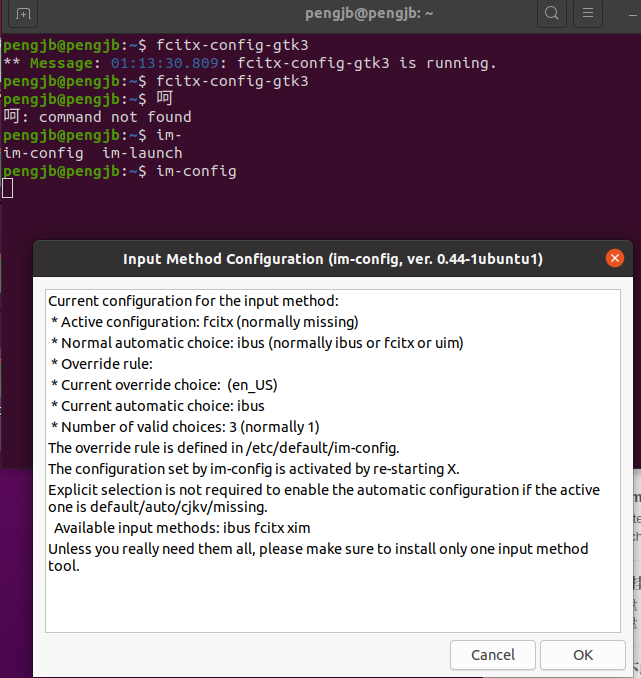 pengjb@pengjb: ~
pengjb@pengjb:~$ fcitx-config-gtk3
** Message: 01:13:30.809: fcitx-config-gtk3 is running.
pengjb@pengjb:~$ fcitx-config-gtk3
pengjb@pengjb:~$ 呵
呵: command not found
pengjb@pengjb:~$ im-
im-config im-launch
pengjb@pengjb:~$ im-config
Input Method Configuration (im-config, ver. 0.44-1ubuntu1)
Current configuration for the input method:
* Active configuration: fcitx (normally missing)
* Normal automatic choice: ibus (normally ibus or fcitx or uim)
* Override rule:
* Current override choice: (en_US)
* Current automatic choice: ibus
* Number of valid choices: 3 (normally 1)
The override rule is defined in /etc/default/im-config.
The configuration set by im-config is activated by re-starting X.
Explicit selection is not required to enable the automatic configuration if the active
one is default/auto/cjkv/missing.
Available input methods: ibus fcitx xim
Unless you really need them all, please make sure to install only one input method
tool.
Cancel
OK